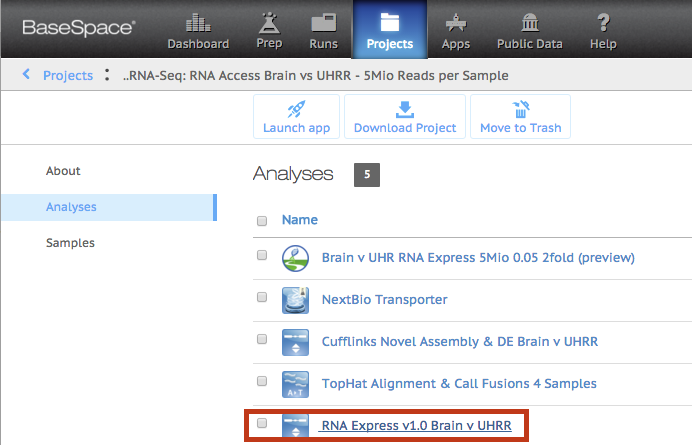 BaseSpace®
Dashboard
Prep
Runs
Projects
Apps
Public Data
? Help
Projects : ..RNA-Seq: RNA Access Brain vs UHRR - 5Mio Reads per Sample
Launch app
Download Project
Move to Trash
About
Analyses
Samples
Analyses 5
Name
Brain v UHR RNA Express 5Mio 0.05 2fold (preview)
NextBio Transporter
Cufflinks Novel Assembly & DE Brain v UHRR
A›T TopHat Alignment & Call Fusions 4 Samples
RNA Express v1.0 Brain v UHRR